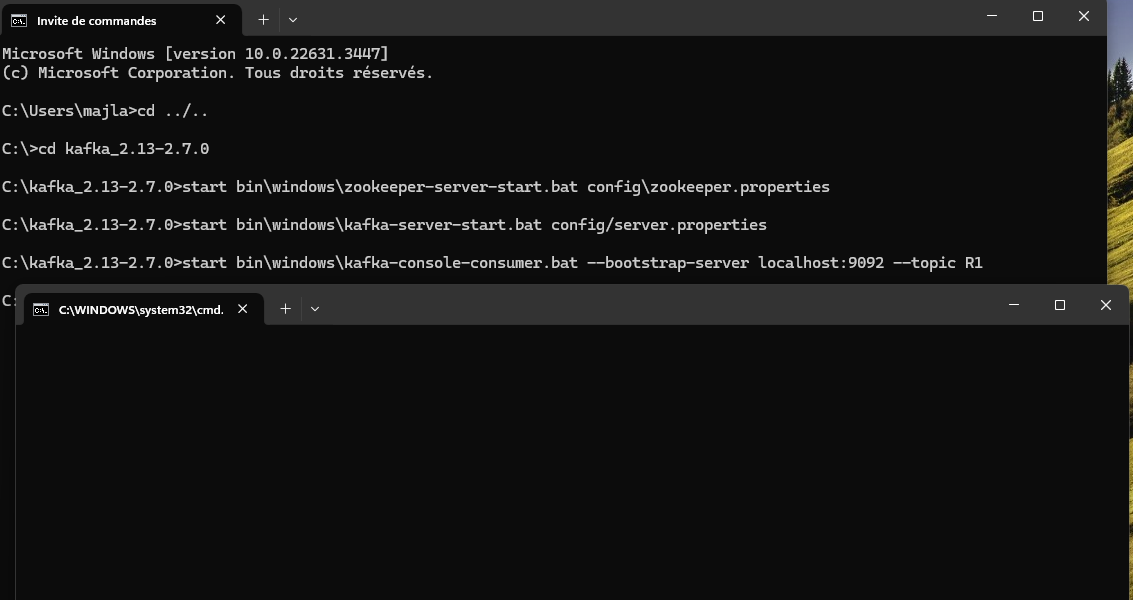 Invite de commandes
Microsoft Windows [version 10.0.22631.3447]
(c) Microsoft Corporation. Tous droits réservés.
C:\Users\majla>cd ../..
C:\>cd kafka_2.13-2.7.0
C:\kafka_2.13-2.7.0>start bin\windows\zookeeper-server-start.bat config\zookeeper.properties
C:\kafka_2.13-2.7.0>start bin\windows\kafka-server-start.bat config/server.properties
C:\kafka_2.13-2.7.0>start bin\windows\kafka-console-consumer.bat --bootstrap-server localhost:9092 --topic R1
C:
C:\WINDOWS\system32\cmd.